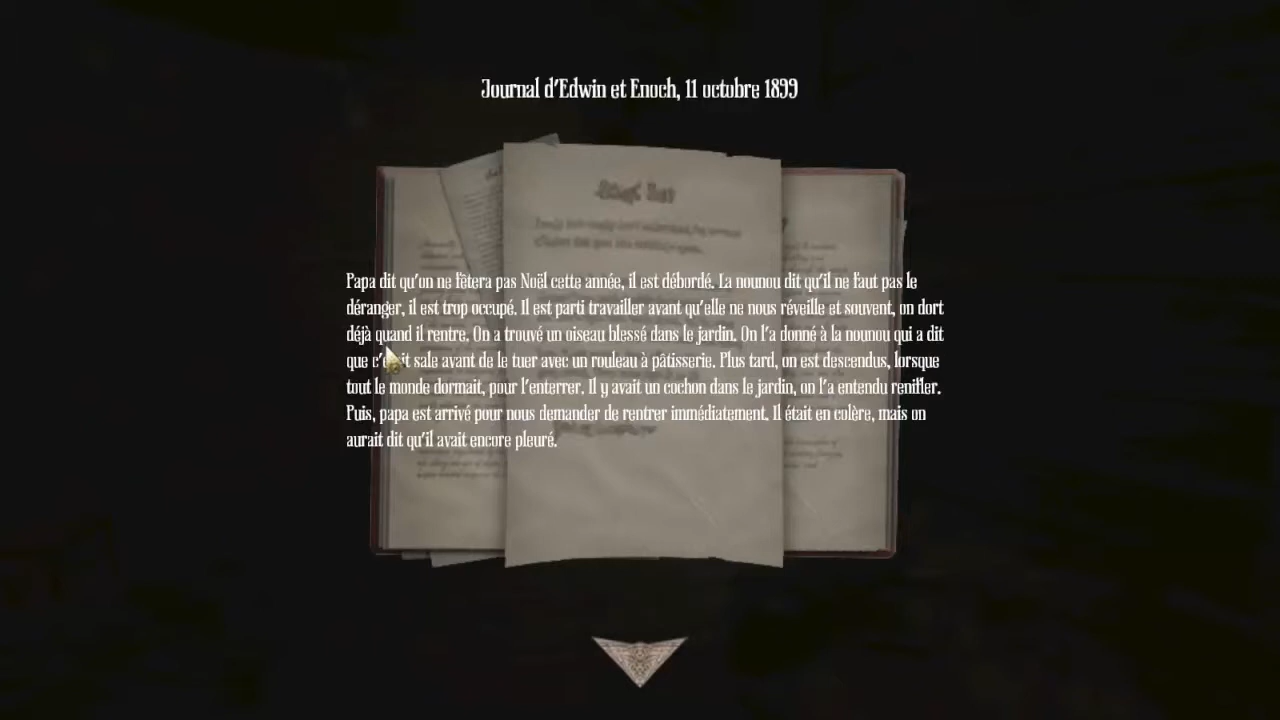 Journal d'Edwin et Enoch, 11 octobre 1899
Papa dit qu'on ne fêtera pas Noël cette année, il est débordé. La nounou dit qu'il ne faut pas le
déranger, il est trop occupé. Il est parti travailler avant qu'elle ne nous réveille et souvent, on dort
déjà quand il rentre. On a trouvé un oiseau blessé dans le jardin. On l'a donné à la nounou qui a dit
que sale avant de le tuer avec un rouleau à pâtisserie. Plus tard, on est descendus, lorsque
tout le monde dormait, pour l'enterrer. Il y avait un cochon dans le jardin, on l'a entendu renifler.
Puis, papa est arrivé pour nous demander de rentrer immédiatement. Il était en colère, mais on
aurait dit qu'il avait encore pleuré.